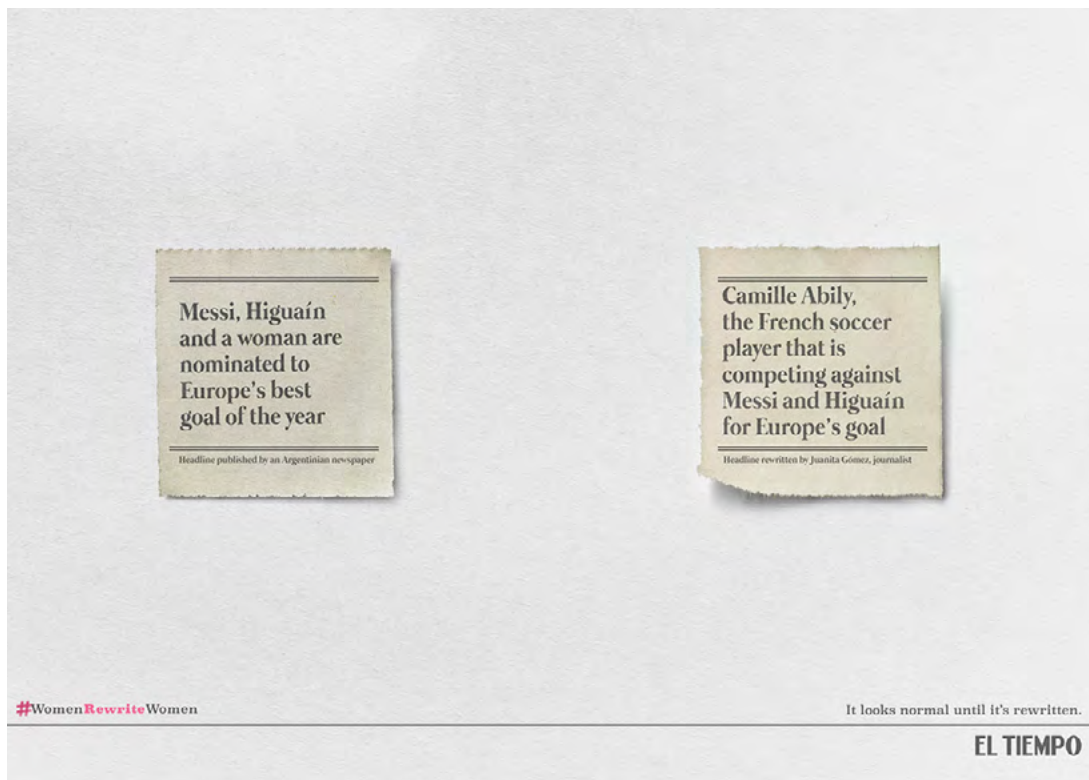 Messi, Higuaín
and a woman are
nominated to
Europe's best
goal of the year
Headline published by an Argentinian newspaper
Camille Abily,
the French soccer
player that is
competing against
Messi and Higuaín
for Europe's goal
Headline rewritten by Juanita Gómez, journalist
#WomenRewriteWomen
It looks normal until it's rewritten.
EL TIEMPO